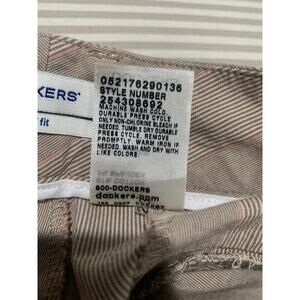 CKERS
fit
052176290136
STYLE NUMBER
254308692
MACHINE WASH COLD.
DURABLE PRESS CYCLE
ONLY NON-CHLORINE BLEACH IF
NEEDED. TUMBLE DRY DURABLE
PRESS CYCLE. REMOVE
PROMPTLY. WARM IRON IF
NEEDED. WASH AND DRY WITH
LIKE COLORS.
800-DOCKERS
dockers.com